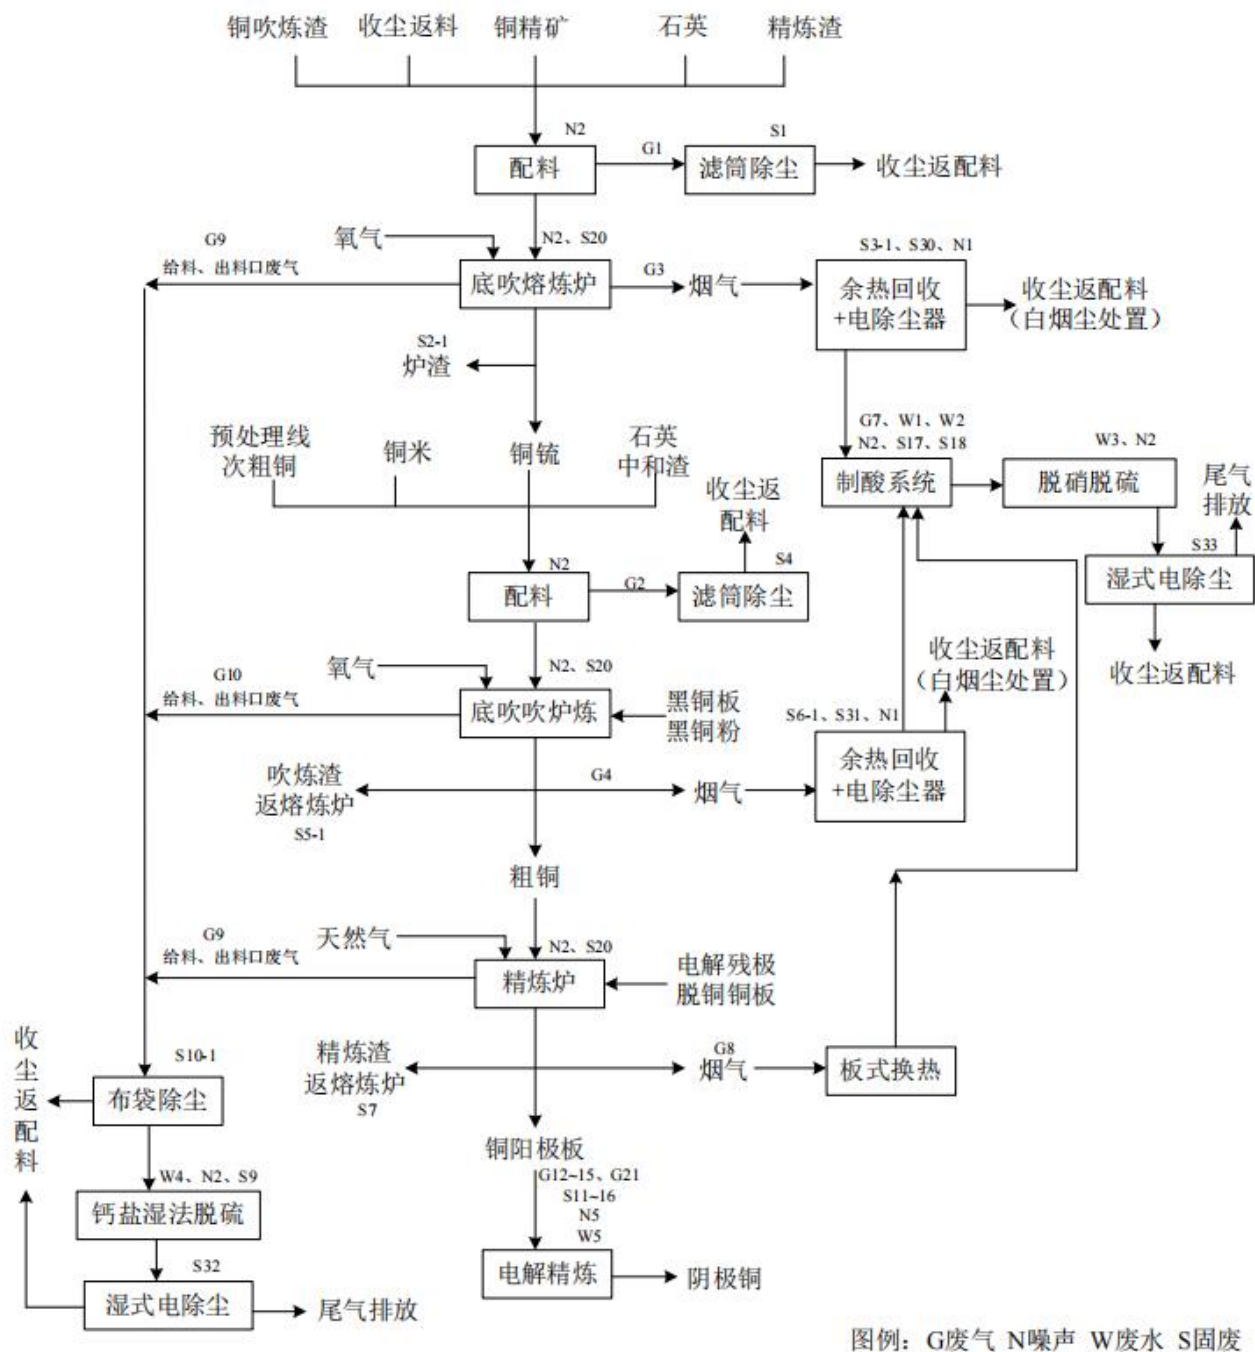 铜吹炼渣 收尘返料 铜精矿 石英 精炼渣
N2
S1
配料
G1
滤筒除尘
收尘返配料
G9
给料、出料口废气
氧气
N2、S20
底吹熔炼炉
G3
烟气
S3-1、S30、N1
余热回收
+电除尘器
收尘返配料
（白烟尘处置）
S2-1
炉渣
预处理线
次粗铜
铜米
铜锍
石英
中和渣
G7、W1、W2
N2、S17、S18
制酸系统
W3、N2
脱硝脱硫
尾气
排放
S33
湿式电除尘
收尘返配料
收尘返
配料
N2
配料
G2
S4
滤筒除尘
G10
给料、出料口废气
氧气
N2、S20
底吹吹炉炼
黑铜板
黑铜粉
收尘返配料
（白烟尘处置）
S6-1、S31、N1
余热回收
+电除尘器
吹炼渣
返熔炼炉
S5-1
G4
烟气
粗铜
G9
给料、出料口废气
天然气
N2、S20
精炼炉
电解残极
脱铜铜板
精炼渣
返熔炼炉
S7
G8
烟气
板式换热
收尘返配料
S10-1
布袋除尘
W4、N2、S9
钙盐湿法脱硫
S32
湿式电除尘
尾气排放
铜阳极板
G12~15、G21
S11~16
N5
W5
电解精炼
阴极铜
图例：G废气 N噪声 W废水 S固废